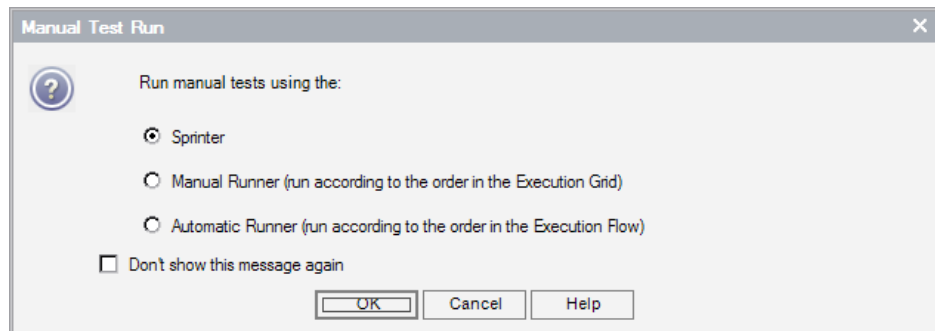 Manual Test Run
Run manual tests using the:
Sprinter
Manual Runner (run according to the order in the Execution Grid)
Automatic Runner (run according to the order in the Execution Flow)
Don't show this message again
OK Cancel Help